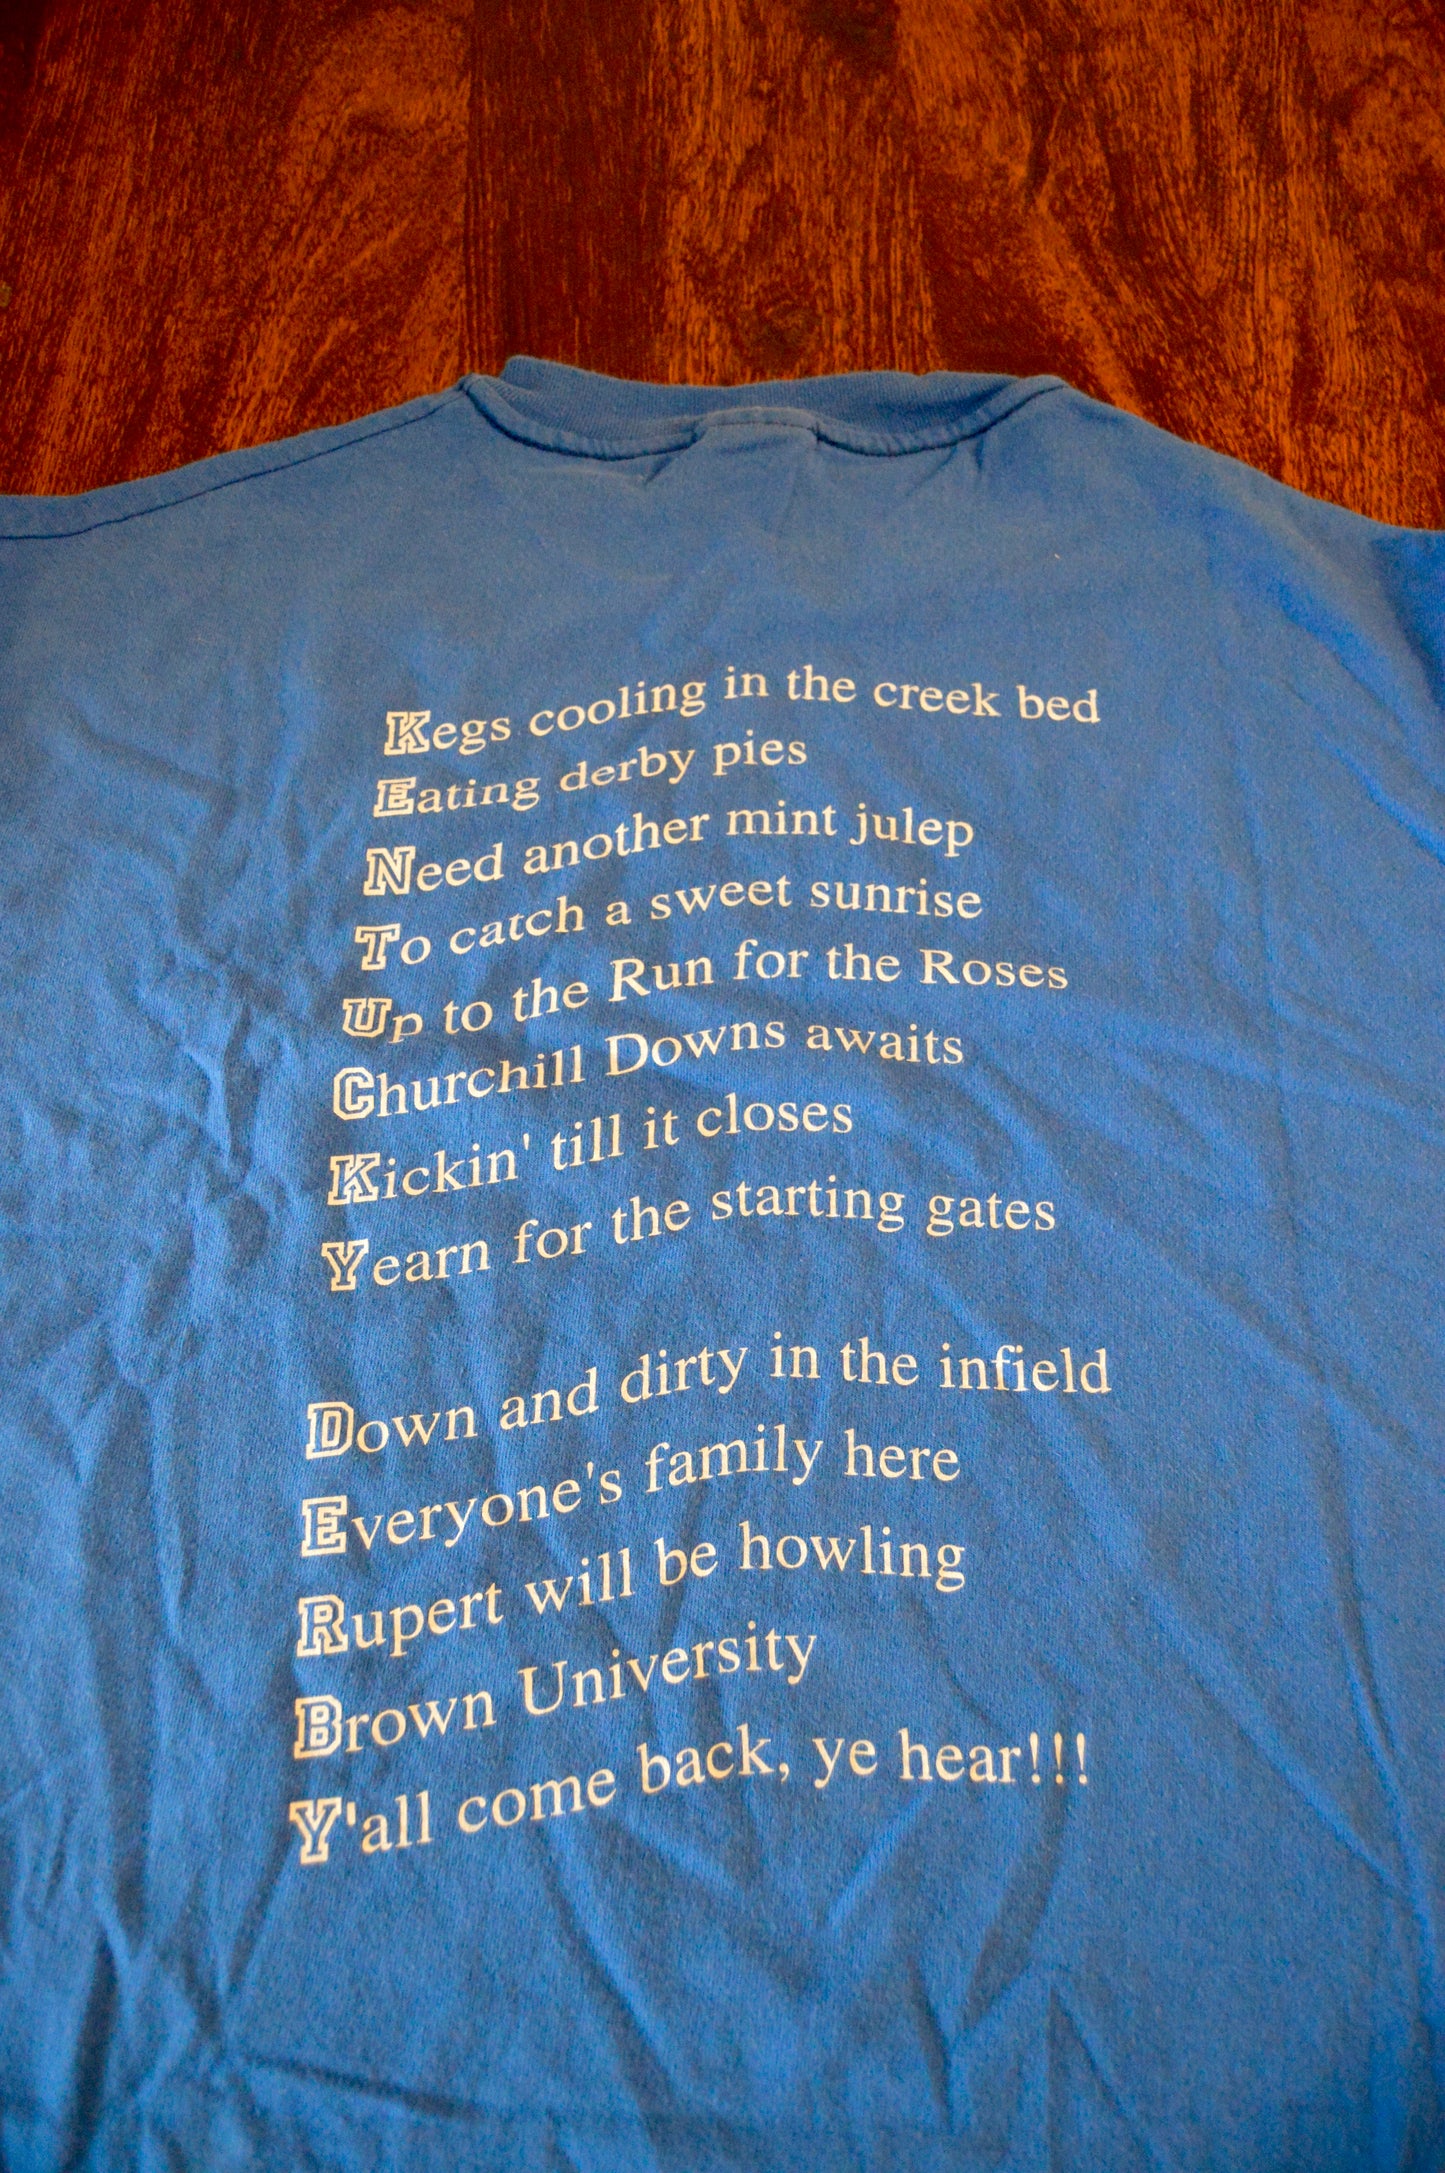 Kegs cooling in the creek bed
Eating derby pies
Need another mint julep
To catch a sweet sunrise
Up to the Run for the Roses
Churchill Downs awaits
Kickin' till it closes
Yearn for the starting gates
Down and dirty in the infield
Everyone's family here
Rupert will be howling
Brown University
Y'all come back, ye hear!!!